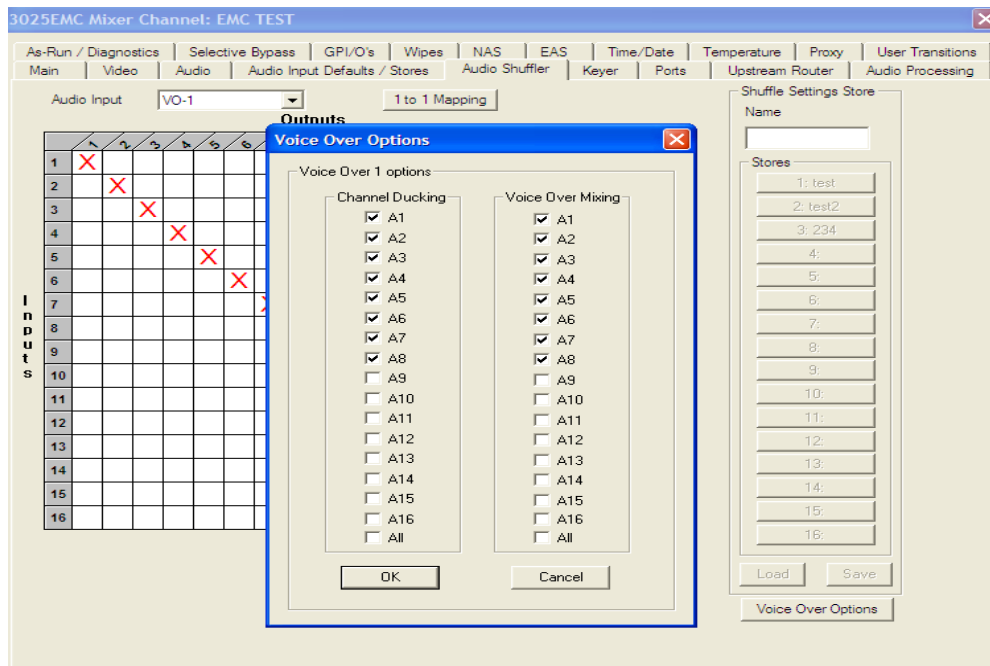 3025EMC Mixer Channel: EMC TEST
As-Run / Diagnostics Selective Bypass GPI/O's Wipes NAS EAS Time/Date Temperature Proxy User Transitions
Main Video Audio Audio Input Defaults / Stores Audio Shuffler Keyer Ports Upstream Router Audio Processing
Audio Input VO-1 1 to 1 Mapping
Outputs
1 2 3 4 5 6
Inputs
1 X
2 X
3 X
4 X
5 X
6 X
7
8
9
10
11
12
13
14
15
16
Voice Over Options
Voice Over 1 options
Channel Ducking
A1
A2
A3
A4
A5
A6
A7
A8
A9
A10
A11
A12
A13
A14
A15
A16
All
Voice Over Mixing
A1
A2
A3
A4
A5
A6
A7
A8
A9
A10
A11
A12
A13
A14
A15
A16
All
OK Cancel
Shuffle Settings Store
Name
Stores
1: test
2: test2
3: 234
4:
5:
6:
7:
8:
9:
10:
11:
12:
13:
14:
15:
16:
Load Save
Voice Over Options